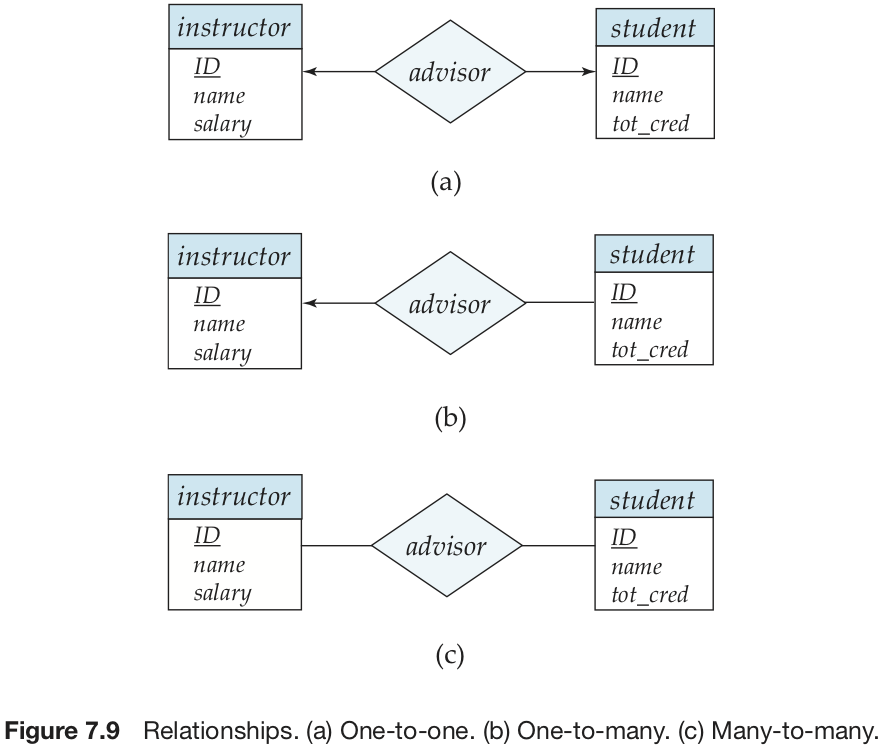 instructor
ID
name
salary
advisor
student
ID
name
tot_cred
(a)
instructor
ID
name
salary
advisor
student
ID
name
tot_cred
(b)
instructor
ID
name
salary
advisor
student
ID
name
tot_cred
(c)
Figure 7.9 Relationships. (a) One-to-one. (b) One-to-many. (c) Many-to-many.